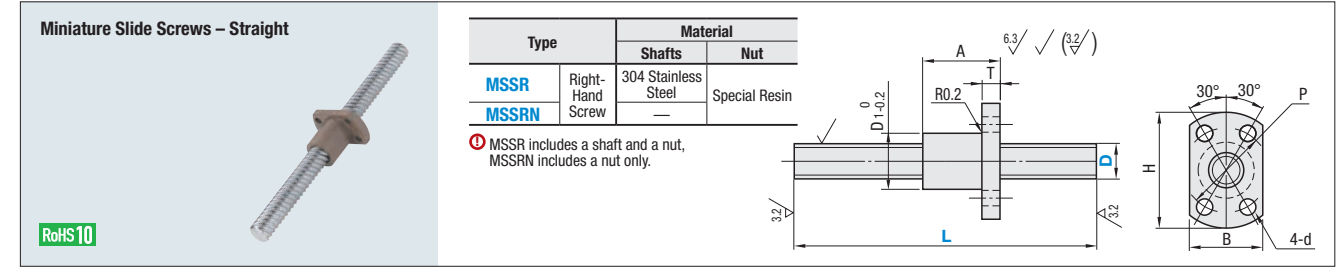 Miniature Slide Screws – Straight
RoHS10
Type
Material
Shafts
Nut
MSSR
Right-
Hand
Screw
304 Stainless
Steel
Special Resin
MSSRN
—
! MSSR includes a shaft and a nut,
MSSRN includes a nut only.
6.3 (3.2)
A
T
R0.2
D1 0 -0.2
D
3.2
3.2
L
30° 30°
P
H
B
4-d